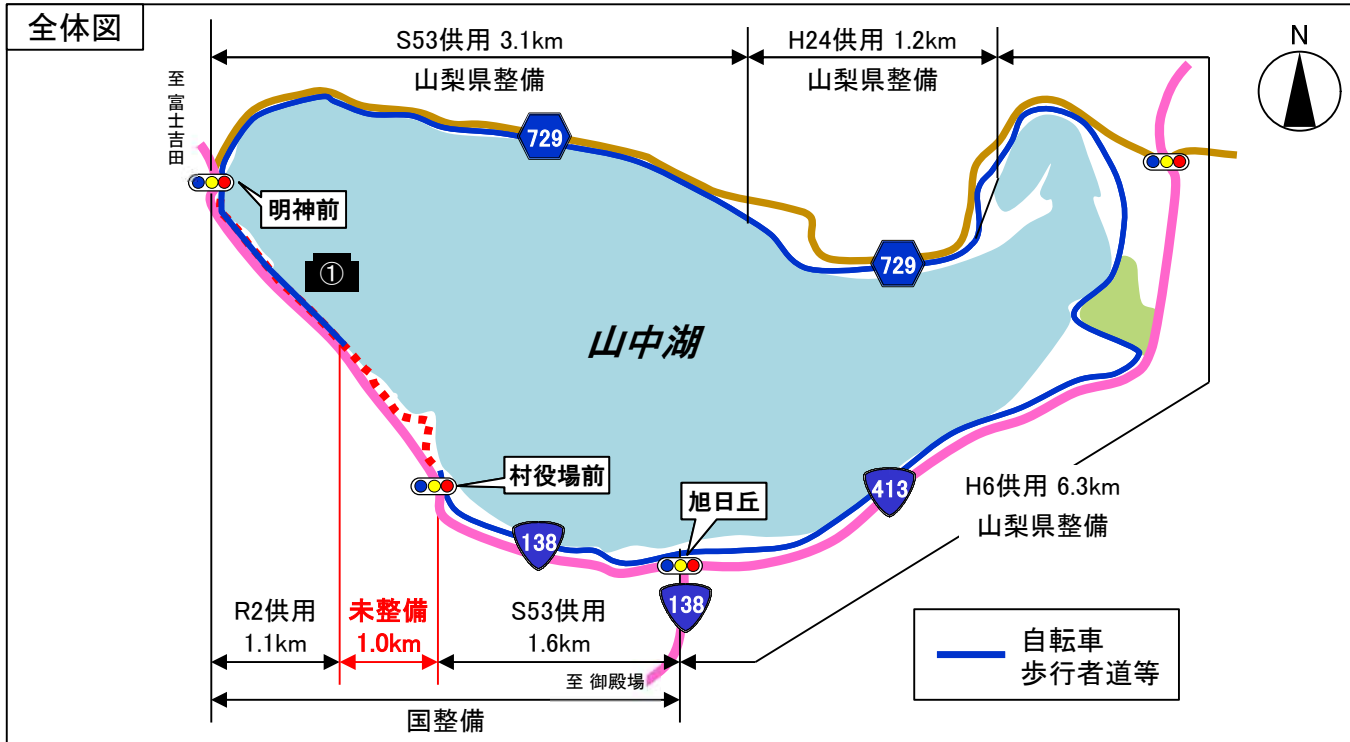 全体図
S53供用 3.1km
山梨県整備
H24供用 1.2km
山梨県整備
N
至 富士吉田
729
明神前
①
729
山中湖
村役場前
旭日丘
413
H6供用 6.3km
山梨県整備
138
138
R2供用
1.1km
未整備
1.0km
S53供用
1.6km
至 御殿場
国整備
自転車
歩行者道等